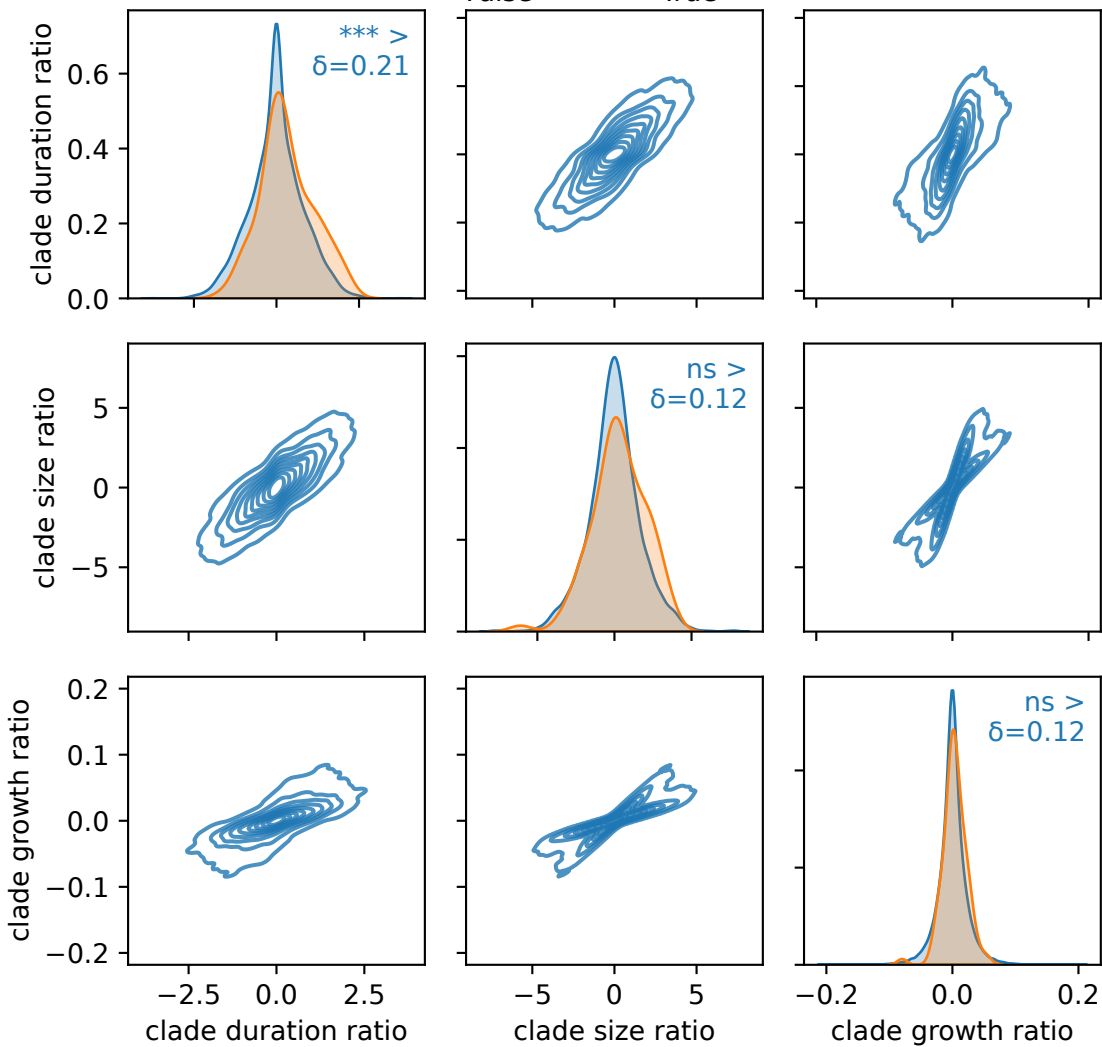 clade duration ratio
0.6
0.4
0.2
0.0
*** >
δ=0.21
clade size ratio
5
0
−5
ns >
δ=0.12
clade growth ratio
0.2
0.1
0.0
−0.1
−0.2
ns >
δ=0.12
−2.5 0.0 2.5
clade duration ratio
−5 0 5
clade size ratio
−0.2 0.0 0.2
clade growth ratio